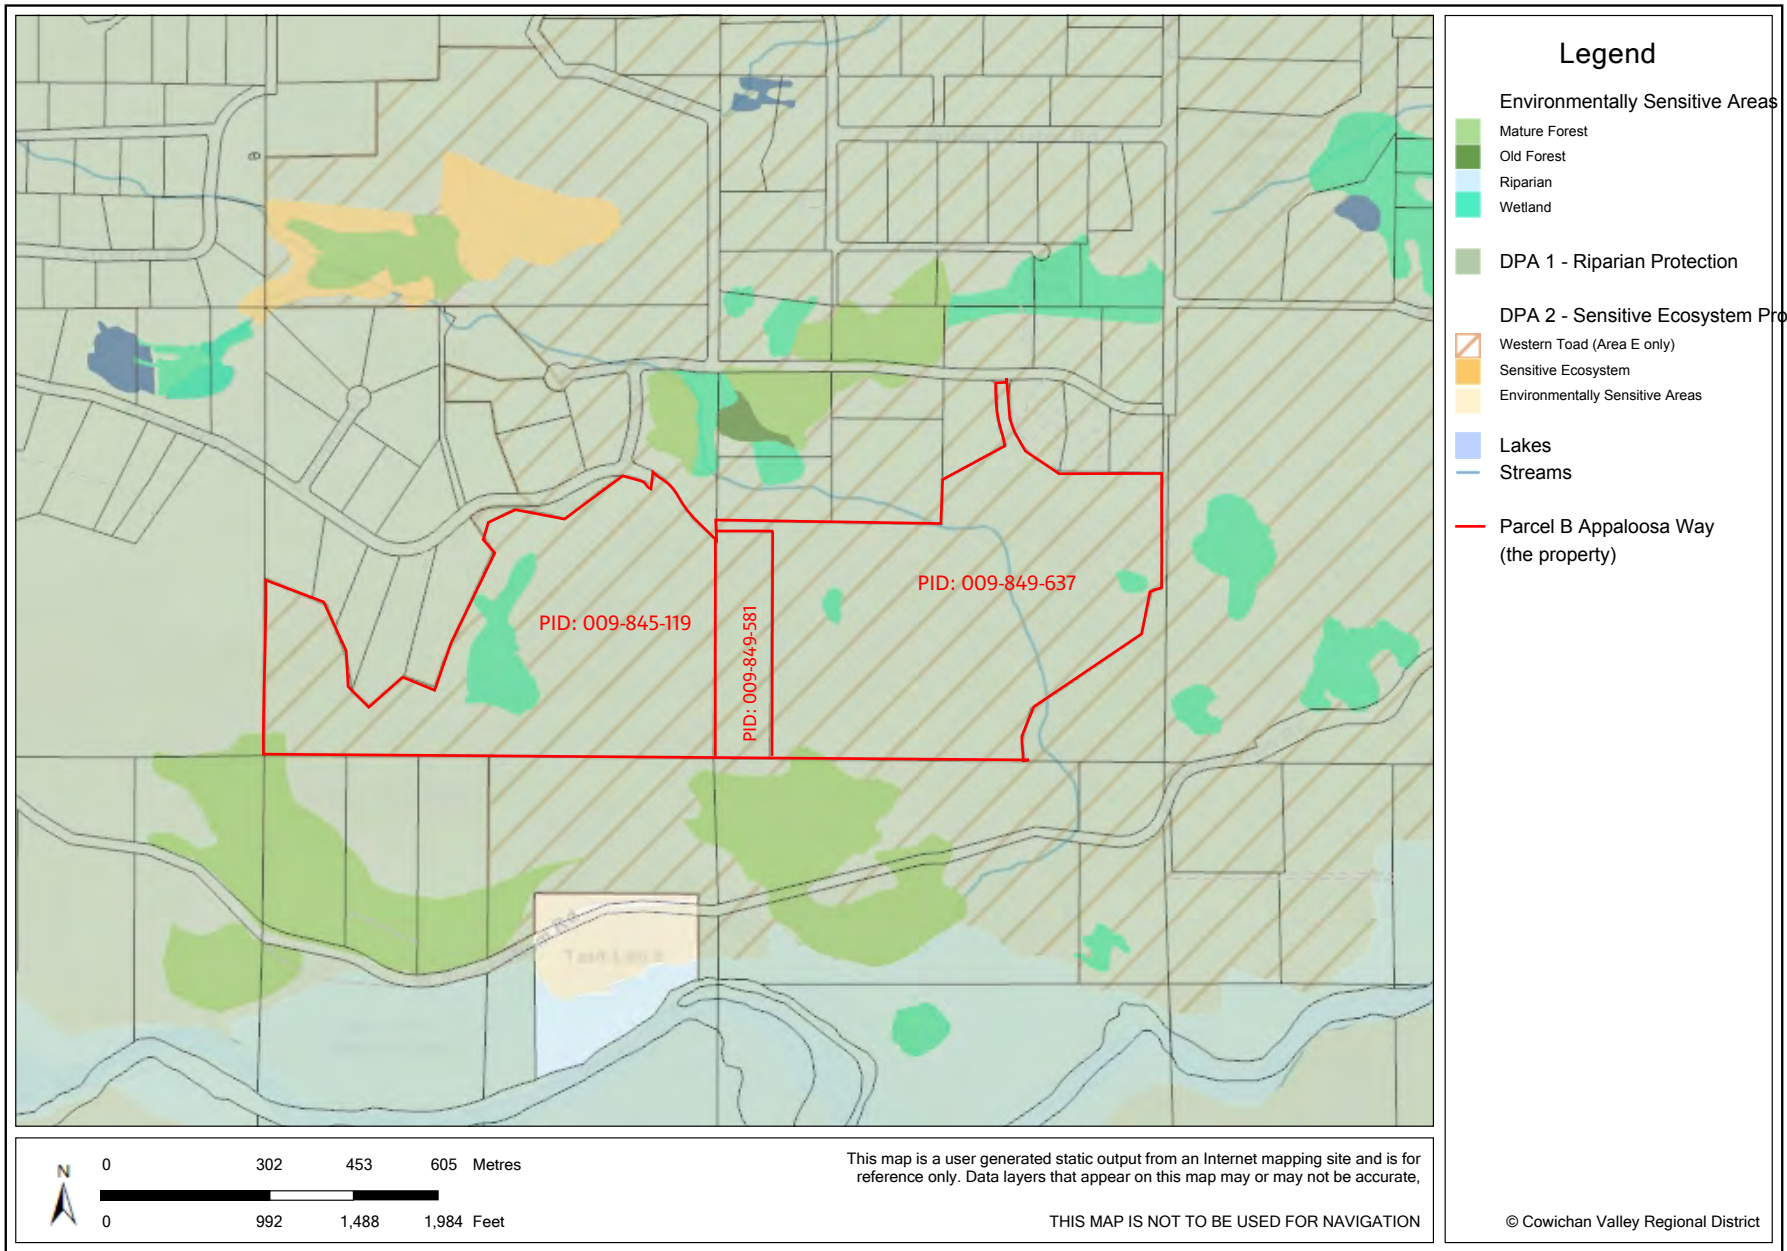 PID: 009-845-119
PID: 009-849-581
PID: 009-849-637
Legend
Environmentally Sensitive Areas
Mature Forest
Old Forest
Riparian
Wetland
DPA 1 - Riparian Protection
DPA 2 - Sensitive Ecosystem Pro
Western Toad (Area E only)
Sensitive Ecosystem
Environmentally Sensitive Areas
Lakes
Streams
Parcel B Appaloosa Way
(the property)
N
0 302 453 605 Metres
0 992 1,488 1,984 Feet
This map is a user generated static output from an Internet mapping site and is for
reference only. Data layers that appear on this map may or may not be accurate,
THIS MAP IS NOT TO BE USED FOR NAVIGATION
© Cowichan Valley Regional District